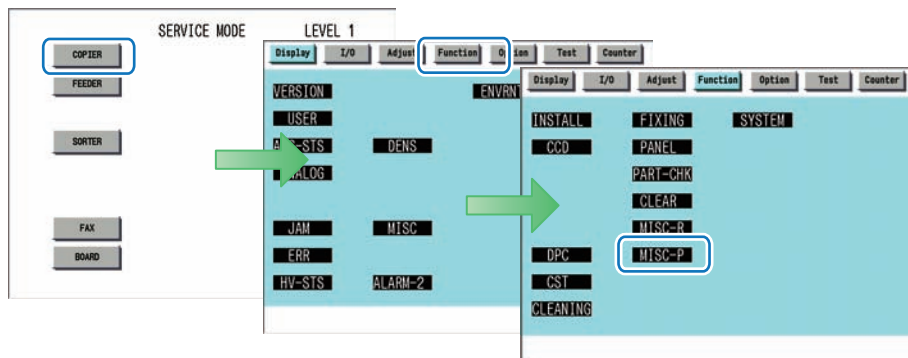 SERVICE MODE LEVEL 1
COPIER
FEEDER
SORTER
FAX
BOARD
Display I/O Adjust Function Option Test Counter
VERSION
USER
DENS
JAM MISC
ERR
HV-STS ALARM-2
Display I/O Adjust Function Option Test Counter
INSTALL FIXING SYSTEM
CCD PANEL
PART-CHK
CLEAR
MISC-R
DPC MISC-P
CST
CLEANING